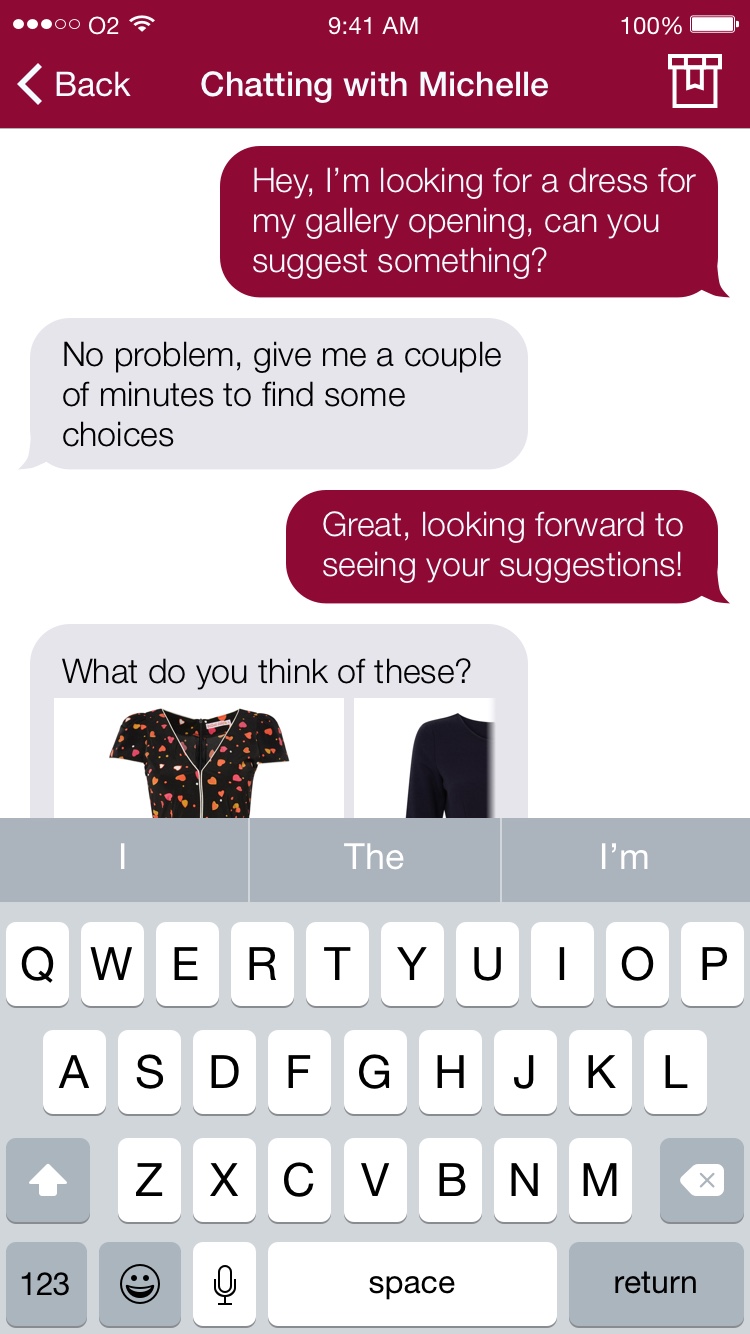 O2 9:41 AM 100%
Back Chatting with Michelle
Hey, I’m looking for a dress for
my gallery opening, can you
suggest something?
No problem, give me a couple
of minutes to find some
choices
Great, looking forward to
seeing your suggestions!
What do you think of these?
I The I’m
Q W E R T Y U I O P
A S D F G H J K L
Z X C V B N M
123 space return